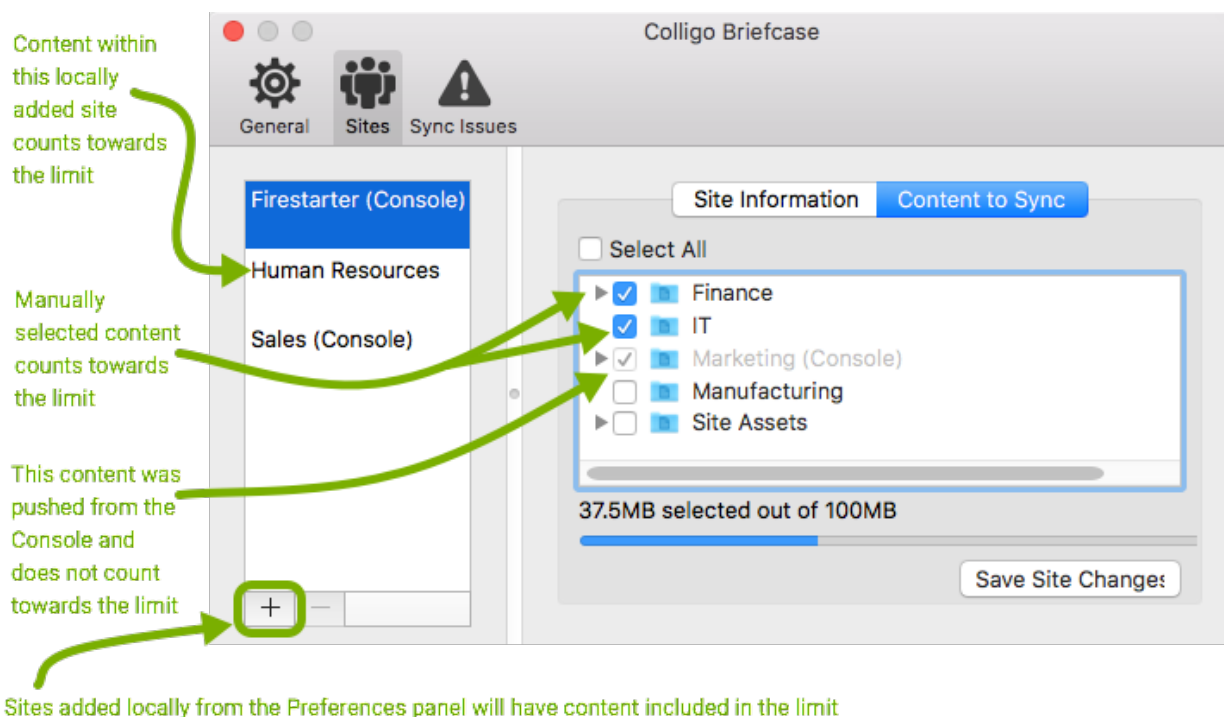 Colligo Briefcase
General
Sites
Sync Issues
Content within
this locally
added site
counts towards
the limit
Manually
selected content
counts towards
the limit
This content was
pushed from the
Console and
does not count
towards the limit
Firestarter (Console)
Human Resources
Sales (Console)
Site Information
Content to Sync
Select All
Finance
IT
Marketing (Console)
Manufacturing
Site Assets
37.5MB selected out of 100MB
Save Site Changes
Sites added locally from the Preferences panel will have content included in the limit